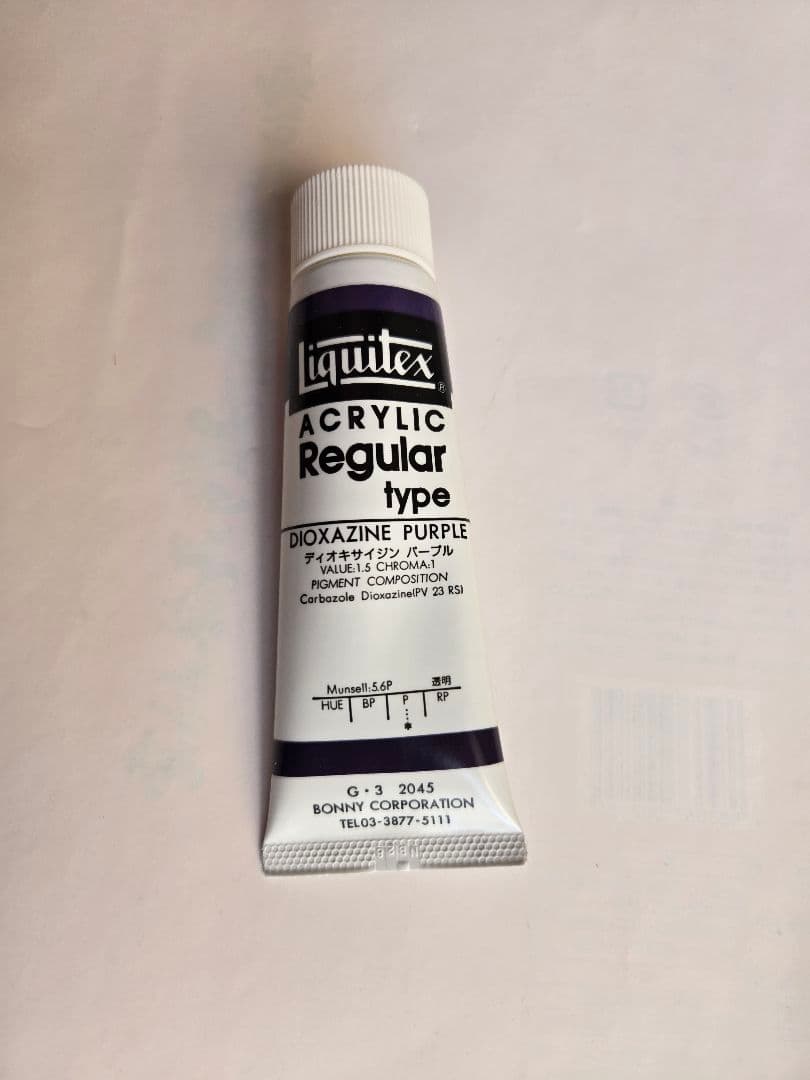 Liquitex®
ACRYLIC
Regular
type
DIOXAZINE PURPLE
ディオキサイジン パープル
VALUE:1.5 CHROMA:1
PIGMENT COMPOSITION
Carbazole Dioxazine(PV 23 RS)
Munsell:5.6P 透明
HUE BP P RP
G・3 2045
BONNY CORPORATION
TEL03-3877-5111